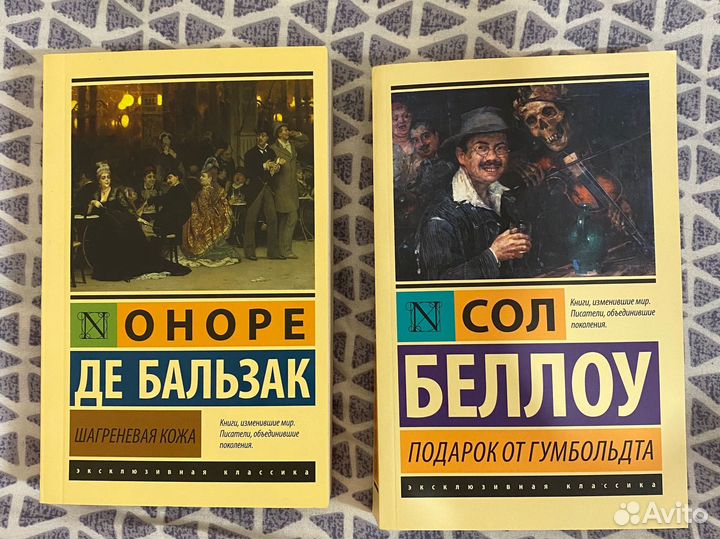 N ОНОРЕ
ДЕ БАЛЬЗАК
ШАГРЕНЕВАЯ КОЖА
Книги, изменившие мир.
Писатели, объединившие
поколения.
эксклюзивная классика
N СОЛ
Книги, изменившие мир.
Писатели, объединившие
поколения.
БЕЛЛОУ
ПОДАРОК ОТ ГУМБОЛЬДТА
эксклюзивная классика
Avito